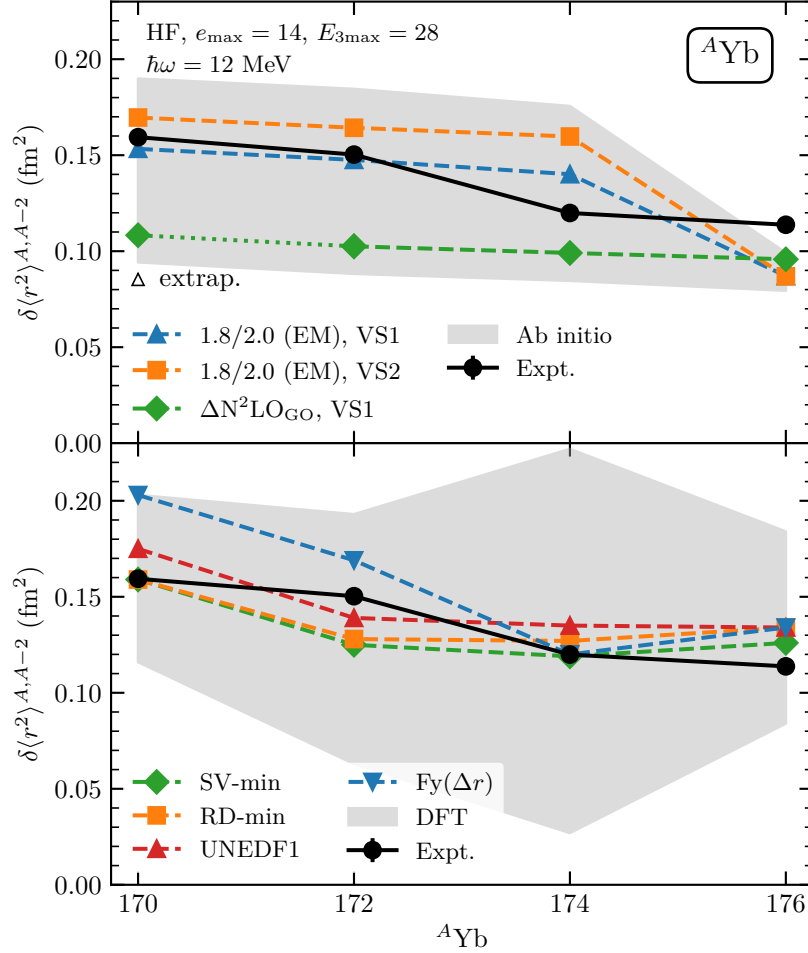 HF, e_max = 14, E_3max = 28
ħω = 12 MeV
^AYb
0.20
0.15
0.10
0.05
0.00
δ⟨r²⟩^{A,A−2} (fm²)
Δ extrap.
1.8/2.0 (EM), VS1
1.8/2.0 (EM), VS2
ΔN²LO_GO, VS1
Ab initio
Expt.
0.20
0.15
0.10
0.05
0.00
δ⟨r²⟩^{A,A−2} (fm²)
SV-min
RD-min
UNEDF1
Fy(Δr)
DFT
Expt.
170 172 174 176
^AYb